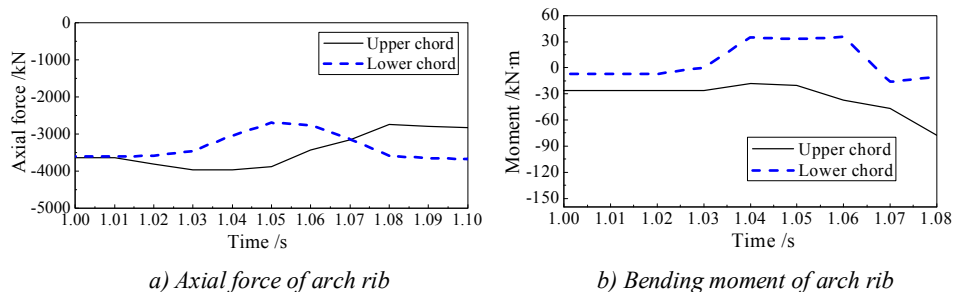 0
-1000
-2000
-3000
-4000
-5000
Axial force /kN
Upper chord
Lower chord
1.00 1.01 1.02 1.03 1.04 1.05 1.06 1.07 1.08 1.09 1.10
Time /s
a) Axial force of arch rib
60
30
0
-30
-60
-90
-120
-150
Moment /kN·m
Upper chord
Lower chord
1.00 1.01 1.02 1.03 1.04 1.05 1.06 1.07 1.08
Time /s
b) Bending moment of arch rib